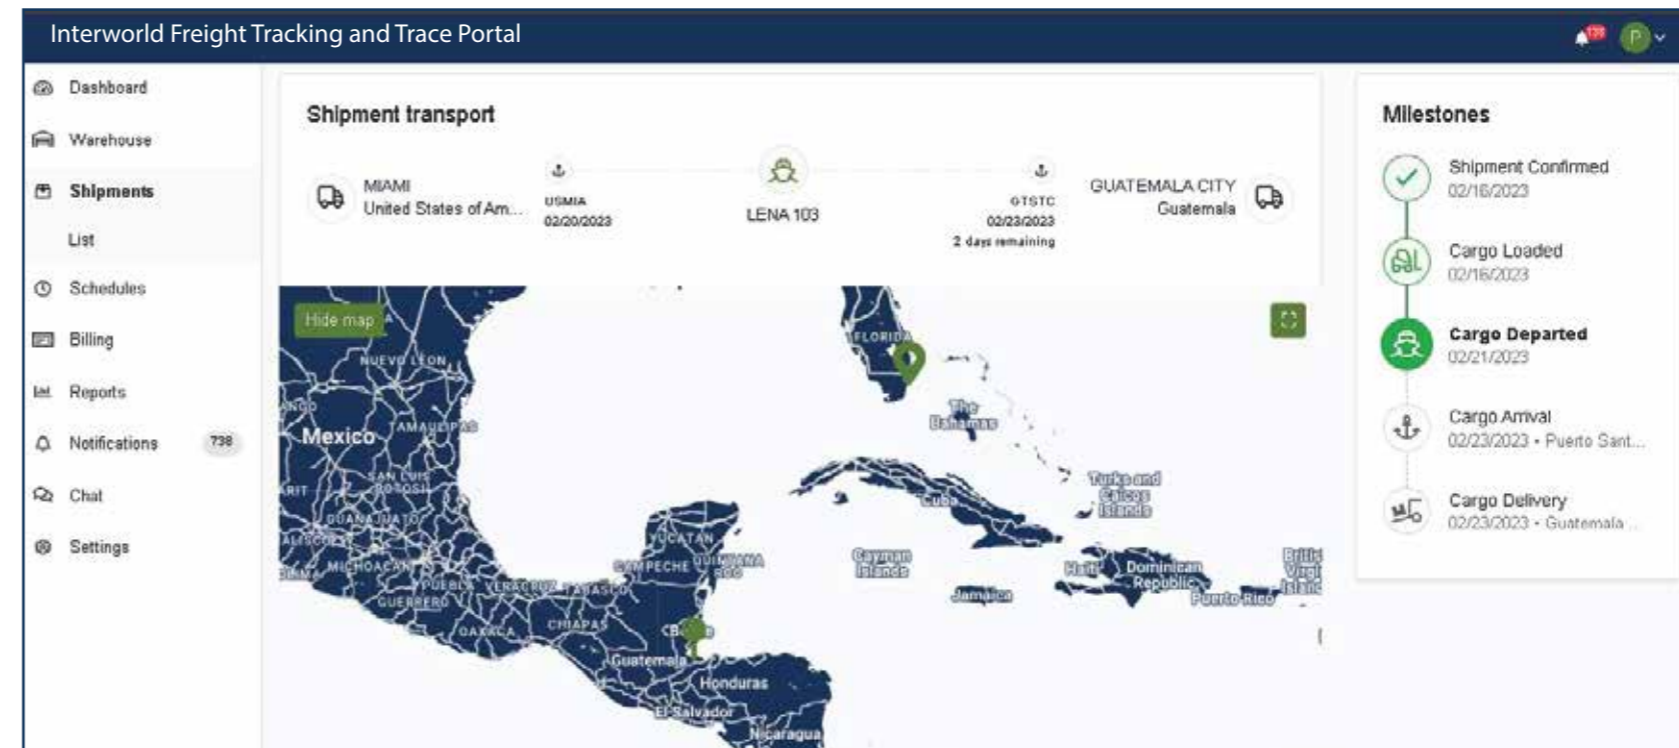 Interworld Freight Tracking and Trace Portal
138
P
Dashboard
Warehouse
Shipments
List
Schedules
Billing
Reports
Notifications 738
Chat
Settings
Shipment transport
MIAMI
United States of Am...
USMIA
02/20/2023
LENA 103
GTSTC
02/23/2023
2 days remaining
GUATEMALA CITY
Guatemala
Hide map
FLORIDA
NUEVO LEON
The
Bahamas
Mexico
TAMAULIPAS
SAN LUIS
POTOSI
Turks and
Caicos
Islands
Cuba
GUANAJUATO
YUCATAN
CAMPECHE
QUINTANA
ROO
Cayman
Islands
MICHOACAN
PUEBLA
VERACRUZ
TABASCO
Haiti
Dominican
Republic
Puerto Rico
Jamaica
GUERRERO
OAXACA
CHIAPAS
Guatemala
Honduras
El Salvador
Nicaragua
Milestones
Shipment Confirmed
02/16/2023
Cargo Loaded
02/16/2023
Cargo Departed
02/21/2023
Cargo Arrival
02/23/2023 • Puerto Sant...
Cargo Delivery
02/23/2023 • Guatemala ...